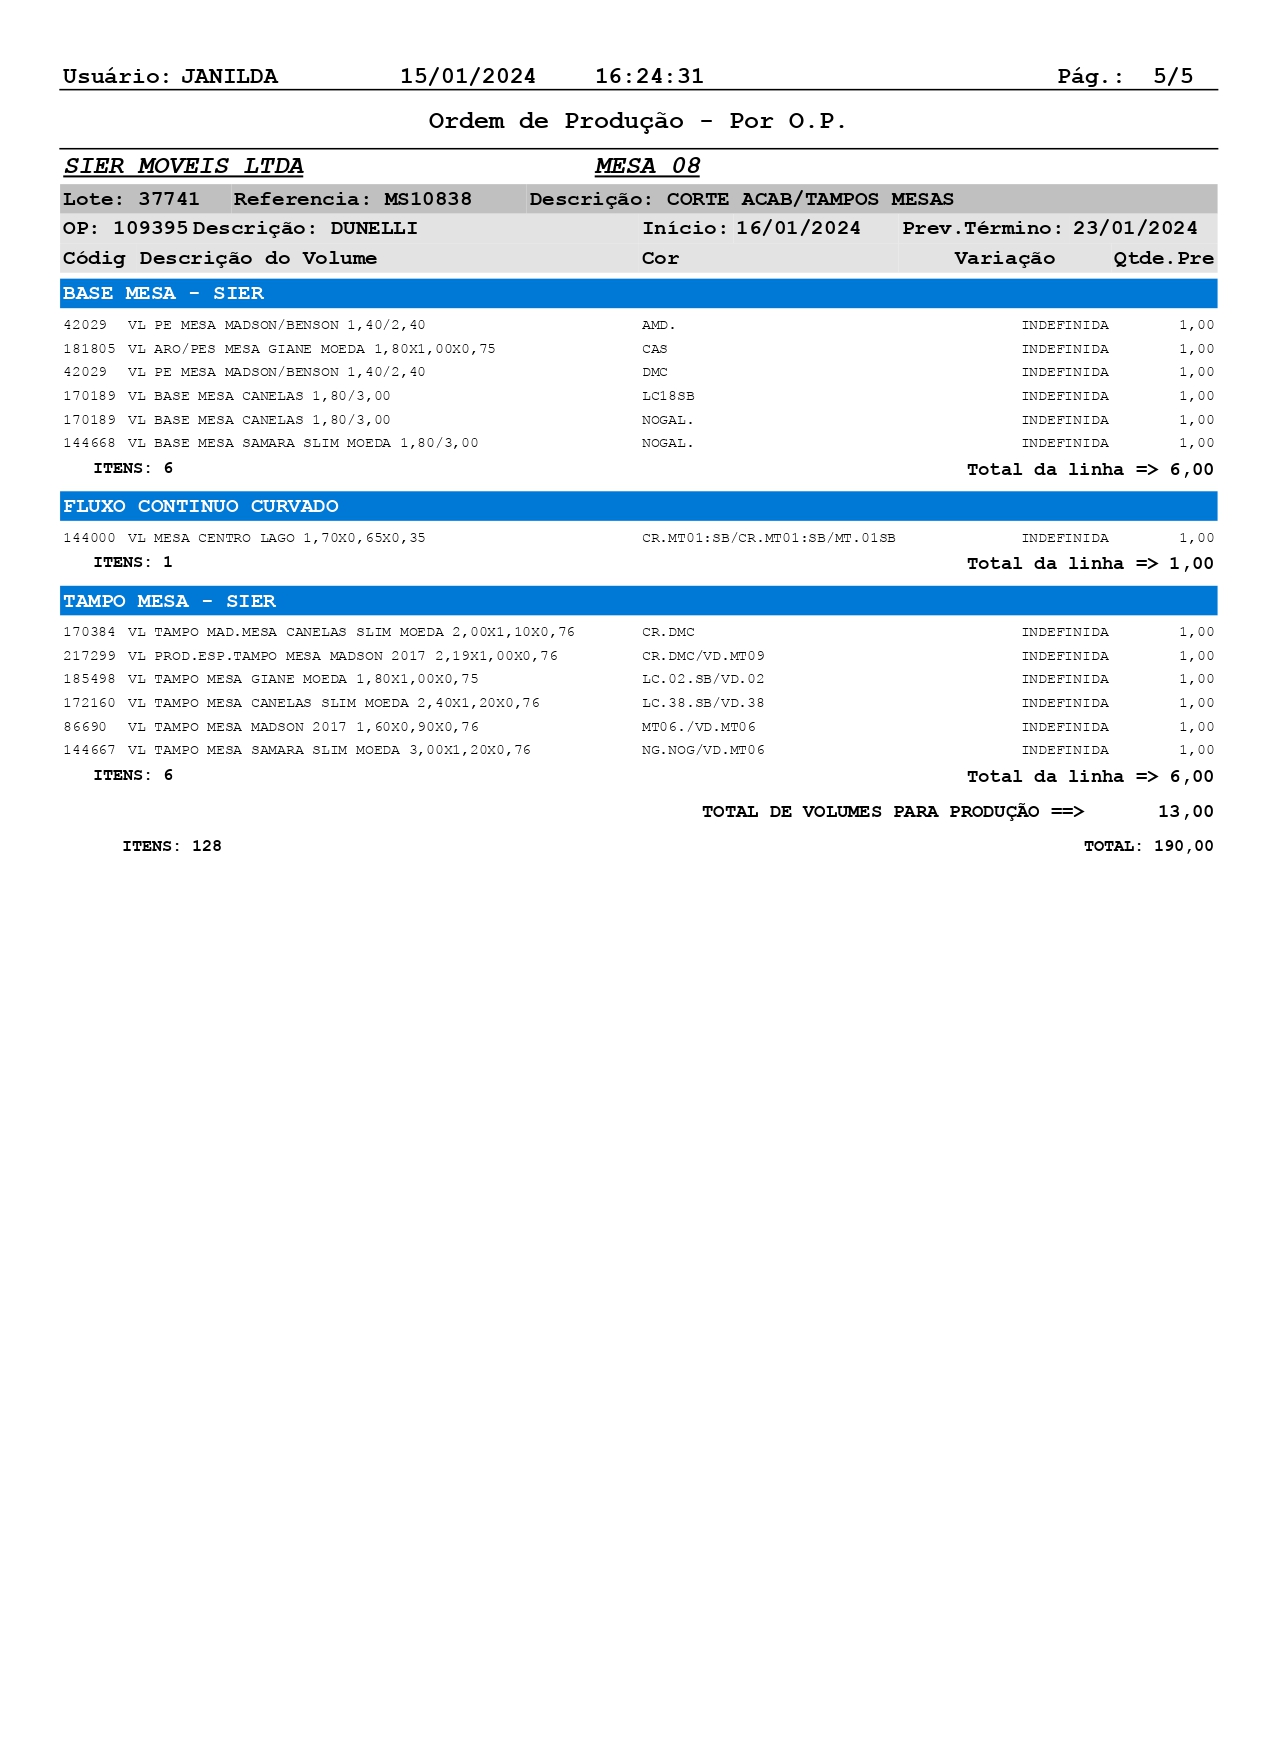 Usuário: JANILDA 15/01/2024 16:24:31 Pág.: 5/5
Ordem de Produção - Por O.P.
SIER MOVEIS LTDA MESA 08
Lote: 37741 Referencia: MS10838 Descrição: CORTE ACAB/TAMPOS MESAS
OP: 109395 Descrição: DUNELLI Início: 16/01/2024 Prev.Término: 23/01/2024
Códig Descrição do Volume Cor Variação Qtde.Pre
BASE MESA - SIER
42029 VL PE MESA MADSON/BENSON 1,40/2,40 AMD. INDEFINIDA 1,00
181805 VL ARO/PES MESA GIANE MOEDA 1,80X1,00X0,75 CAS INDEFINIDA 1,00
42029 VL PE MESA MADSON/BENSON 1,40/2,40 DMC INDEFINIDA 1,00
170189 VL BASE MESA CANELAS 1,80/3,00 LC18SB INDEFINIDA 1,00
170189 VL BASE MESA CANELAS 1,80/3,00 NOGAL. INDEFINIDA 1,00
144668 VL BASE MESA SAMARA SLIM MOEDA 1,80/3,00 NOGAL. INDEFINIDA 1,00
ITENS: 6 Total da linha => 6,00
FLUXO CONTINUO CURVADO
144000 VL MESA CENTRO LAGO 1,70X0,65X0,35 CR.MT01:SB/CR.MT01:SB/MT.01SB INDEFINIDA 1,00
ITENS: 1 Total da linha => 1,00
TAMPO MESA - SIER
170384 VL TAMPO MAD.MESA CANELAS SLIM MOEDA 2,00X1,10X0,76 CR.DMC INDEFINIDA 1,00
217299 VL PROD.ESP.TAMPO MESA MADSON 2017 2,19X1,00X0,76 CR.DMC/VD.MT09 INDEFINIDA 1,00
185498 VL TAMPO MESA GIANE MOEDA 1,80X1,00X0,75 LC.02.SB/VD.02 INDEFINIDA 1,00
172160 VL TAMPO MESA CANELAS SLIM MOEDA 2,40X1,20X0,76 LC.38.SB/VD.38 INDEFINIDA 1,00
86690 VL TAMPO MESA MADSON 2017 1,60X0,90X0,76 MT06./VD.MT06 INDEFINIDA 1,00
144667 VL TAMPO MESA SAMARA SLIM MOEDA 3,00X1,20X0,76 NG.NOG/VD.MT06 INDEFINIDA 1,00
ITENS: 6 Total da linha => 6,00
TOTAL DE VOLUMES PARA PRODUÇÃO ==> 13,00
ITENS: 128 TOTAL: 190,00